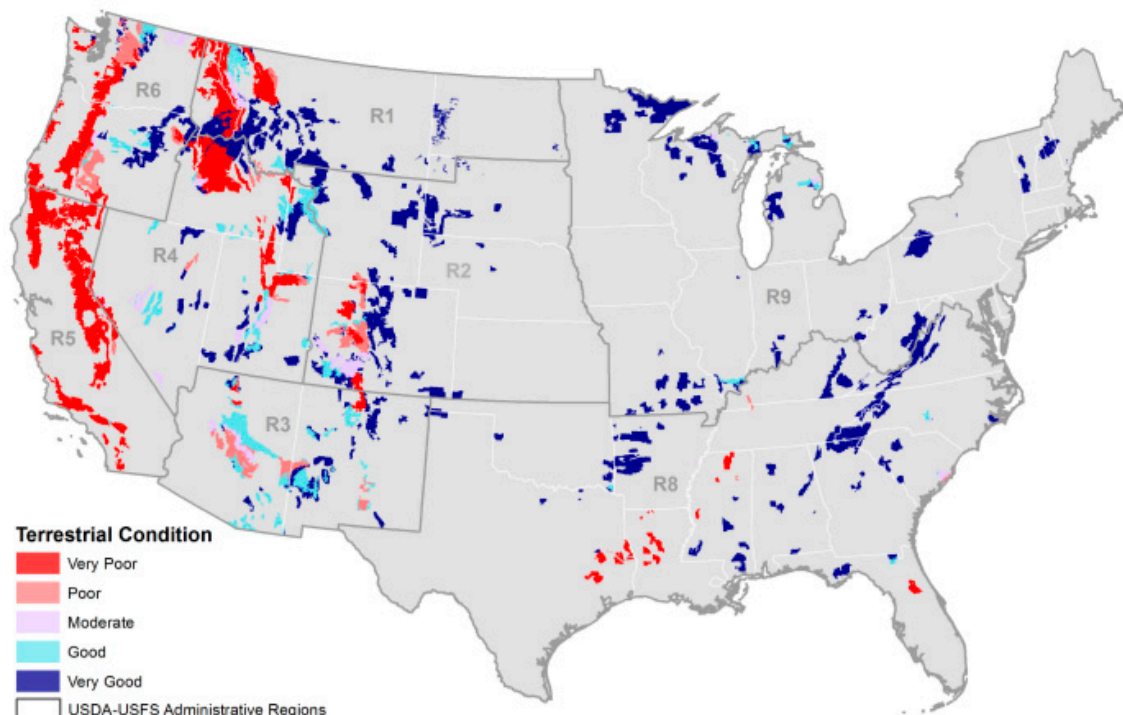 R6
R1
R4
R2
R9
R5
R3
R8
Terrestrial Condition
Very Poor
Poor
Moderate
Good
Very Good
USDA-USFS Administrative Regions